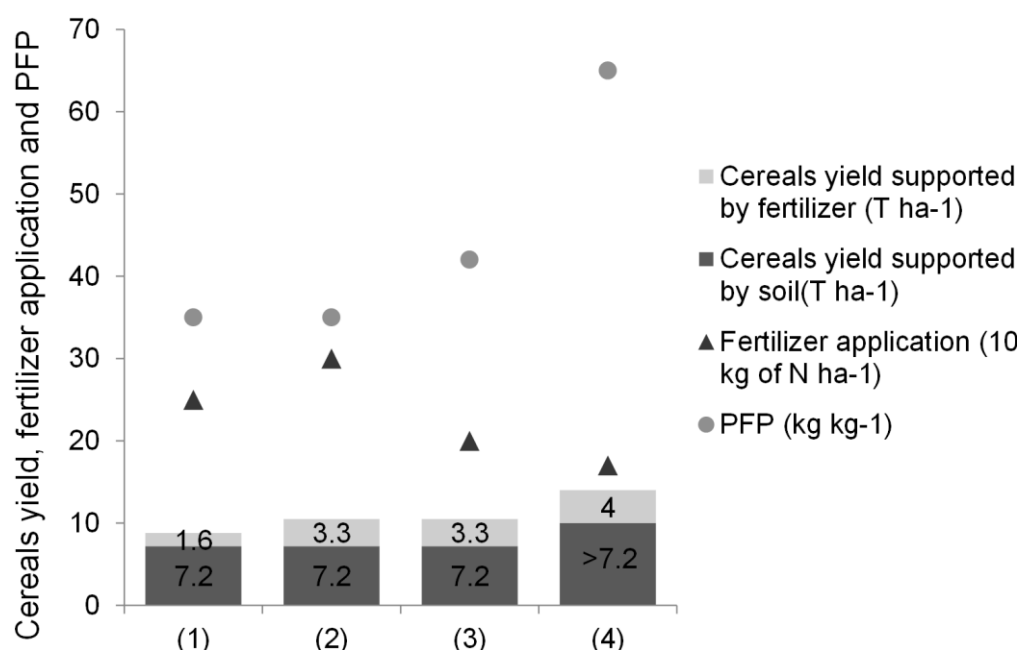 Cereals yield, fertilizer application and PFP
70
60
50
40
30
20
10
0
1.6
7.2
3.3
7.2
3.3
7.2
4
>7.2
(1)
(2)
(3)
(4)
Cereals yield supported
by fertilizer (T ha-1)
Cereals yield supported
by soil(T ha-1)
Fertilizer application (10
kg of N ha-1)
PFP (kg kg-1)